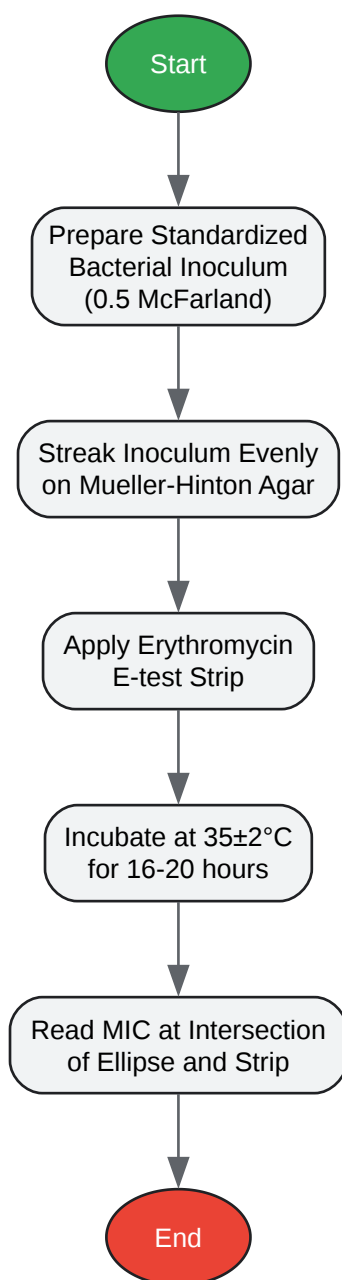 Start
Prepare Standardized
Bacterial Inoculum
(0.5 McFarland)
Streak Inoculum Evenly
on Mueller-Hinton Agar
Apply Erythromycin
E-test Strip
Incubate at 35±2°C
for 16-20 hours
Read MIC at Intersection
of Ellipse and Strip
End